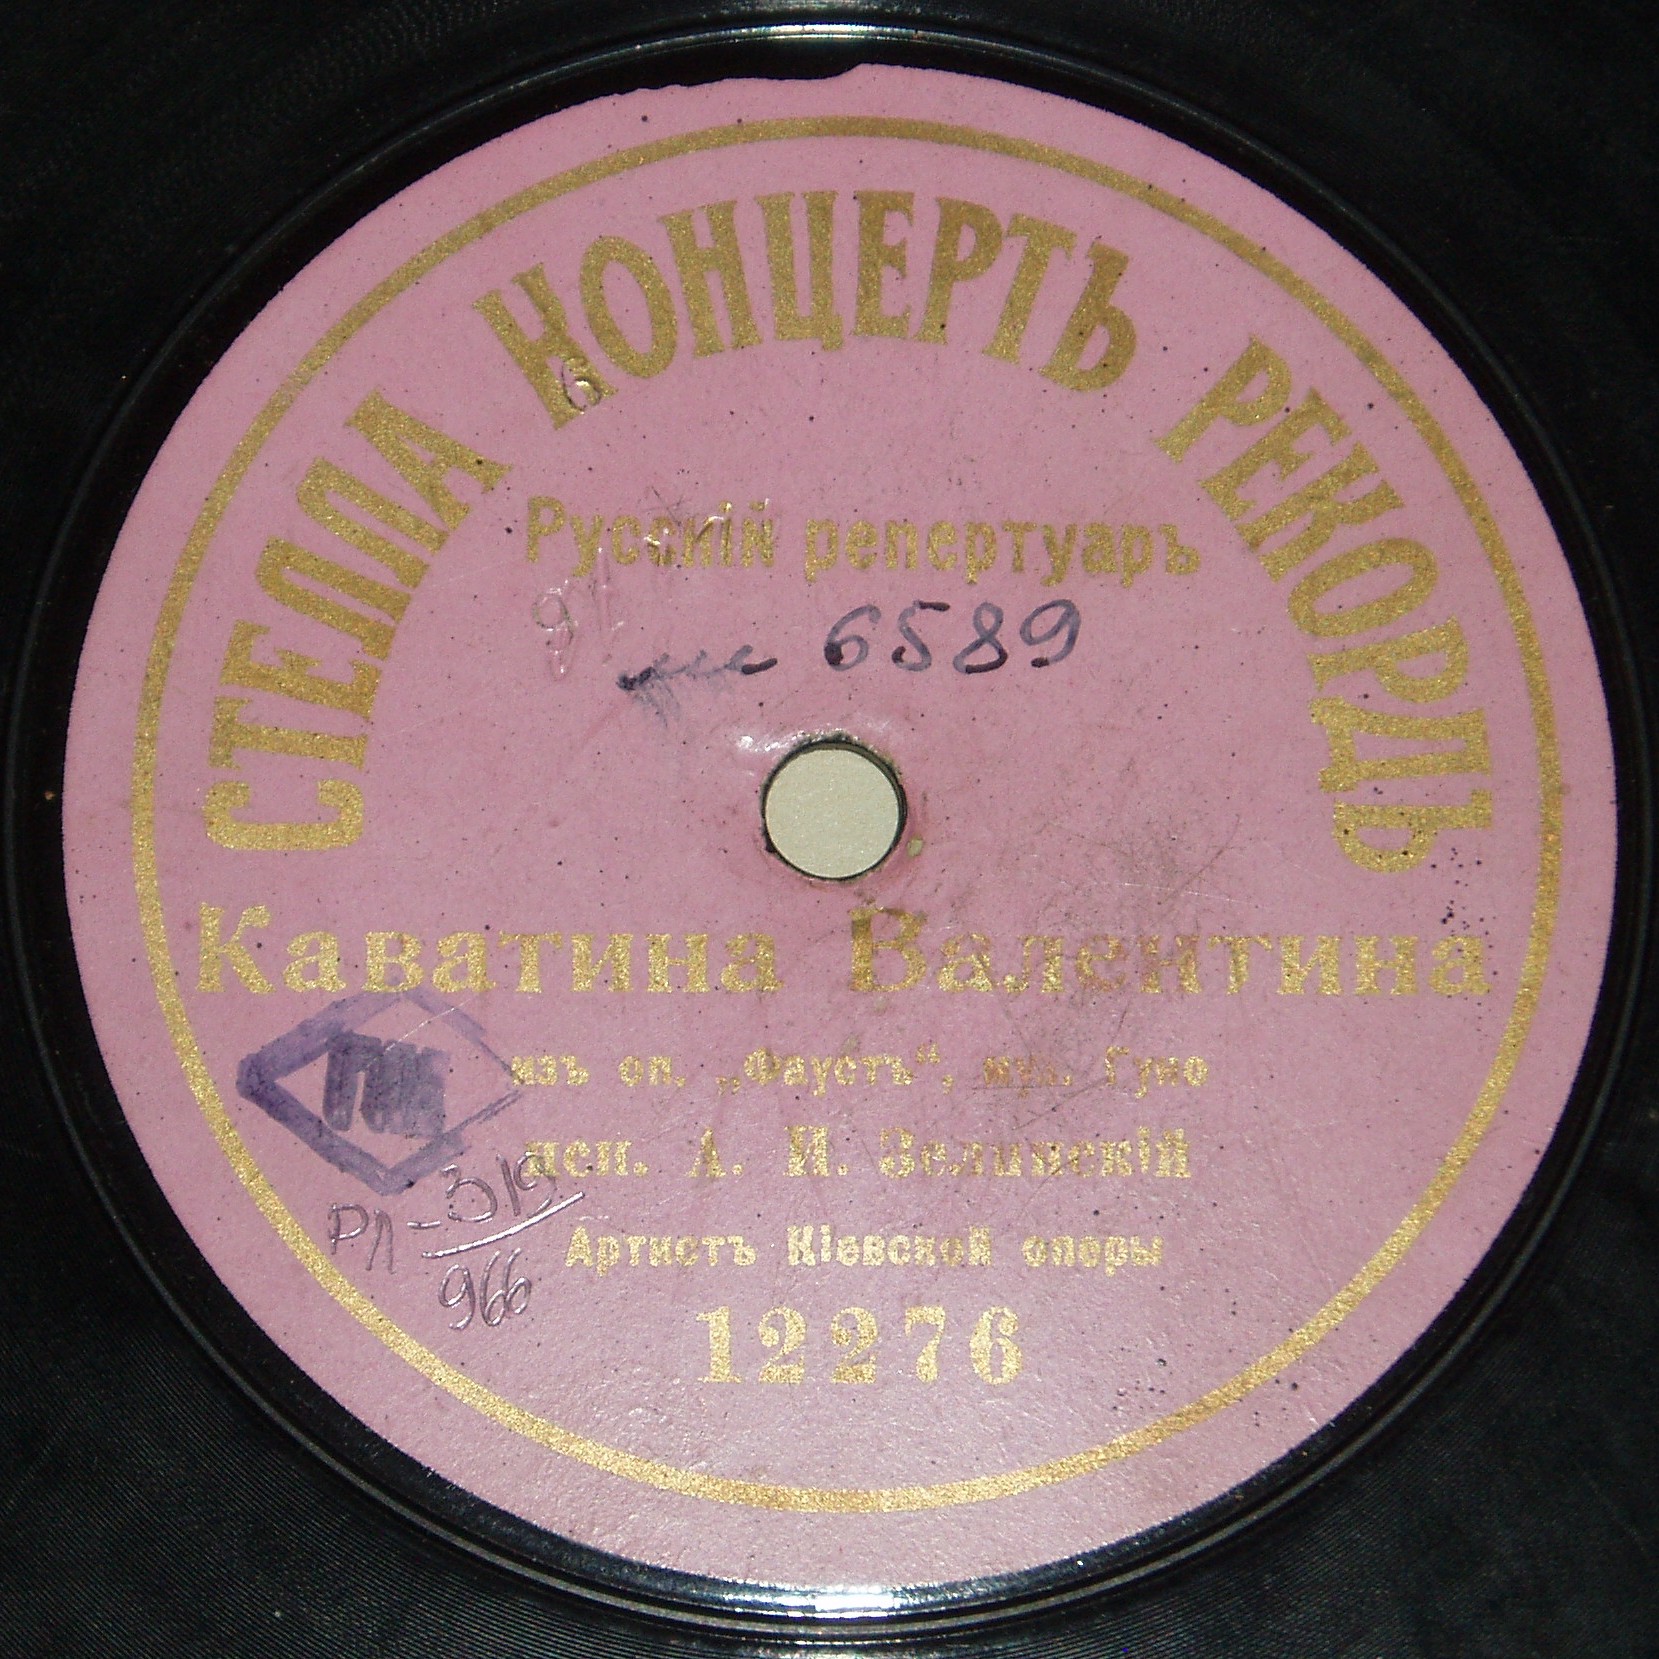 СТЕЛЛА КОНЦЕРТЪ РЕКОРДЪ
Русскій репертуаръ
6589
Каватина Валентина
изъ оп. „Фаустъ“, муз. Гуно
исп. А. И. Зелинскій
РЛ-319
966
Артистъ Кіевской оперы
12276